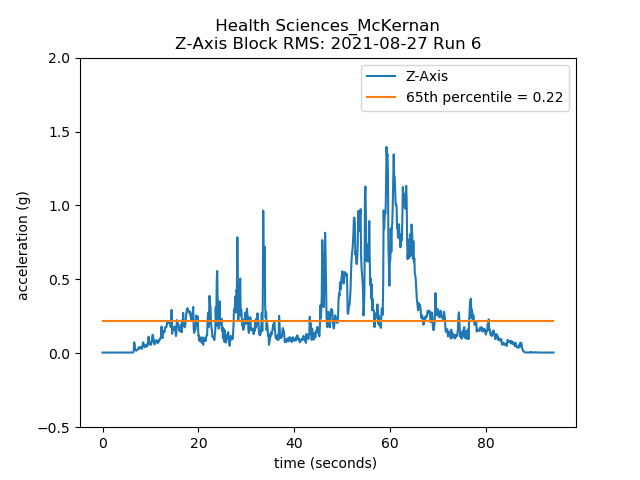 Health Sciences_McKernan
Z-Axis Block RMS: 2021-08-27 Run 6
Z-Axis
65th percentile = 0.22
2.0
1.5
1.0
0.5
0.0
−0.5
acceleration (g)
0 20 40 60 80
time (seconds)